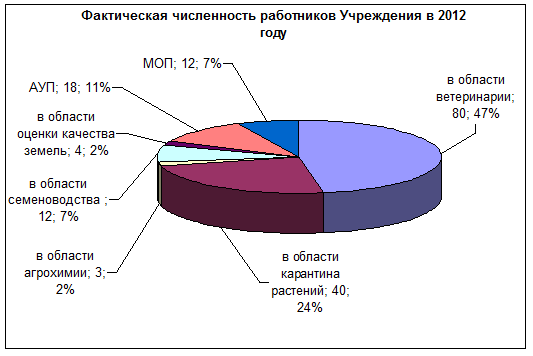 Фактическая численность работников Учреждения в 2012
году
МОП; 12; 7%
АУП; 18; 11%
в области
оценки качества
земель; 4; 2%
в области
семеноводства ;
12; 7%
в области
агрохимии; 3;
2%
в области
карантина
растений; 40;
24%
в области
ветеринарии;
80; 47%